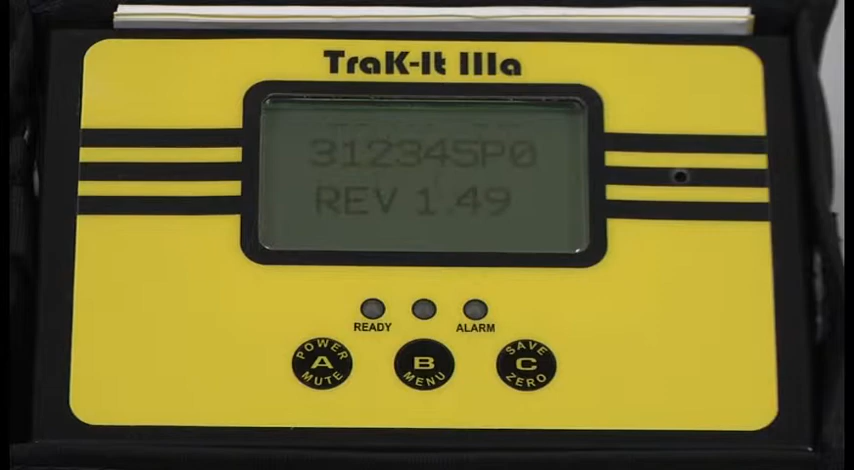 TraK-It IIIa
312345P0
REV 1.49
READY
ALARM
POWER A MUTE
B MENU
SAVE C ZERO